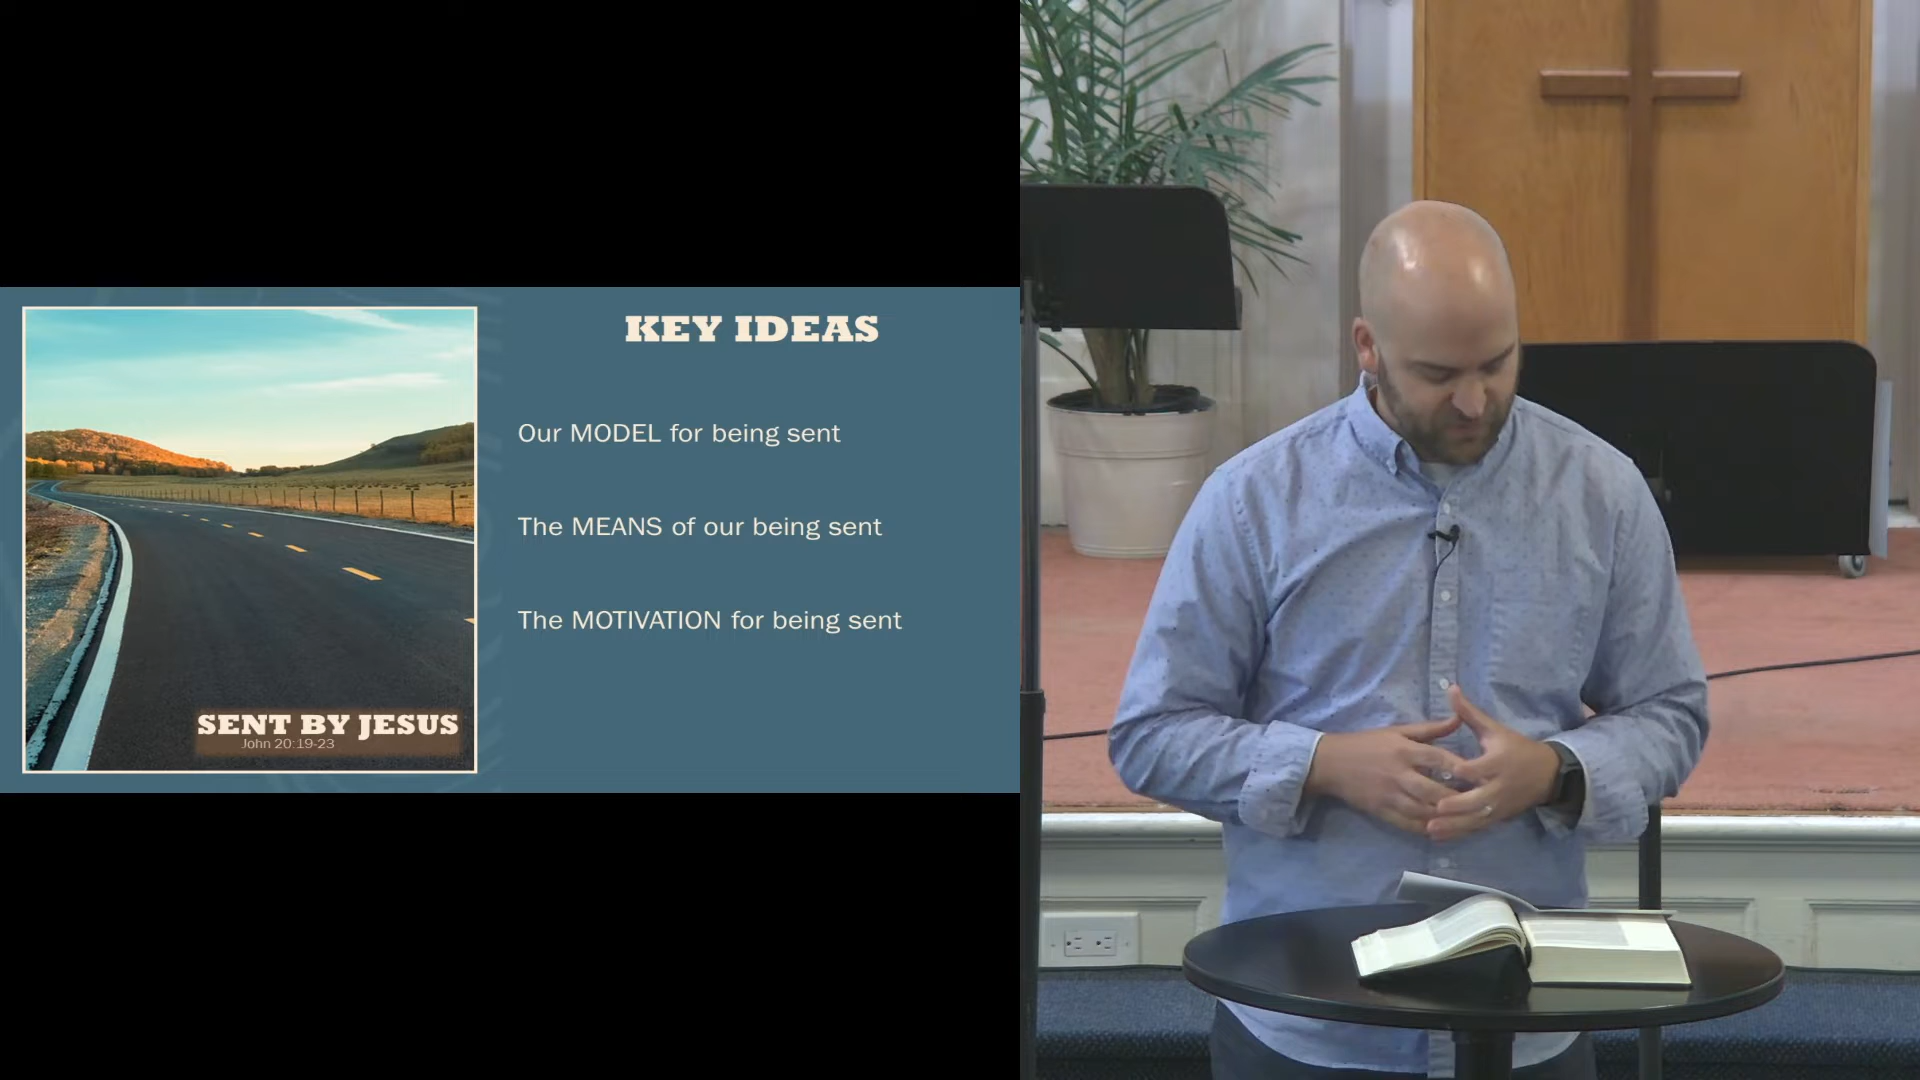 KEY IDEAS
Our MODEL for being sent
The MEANS of our being sent
The MOTIVATION for being sent
SENT BY JESUS
John 20:19-23